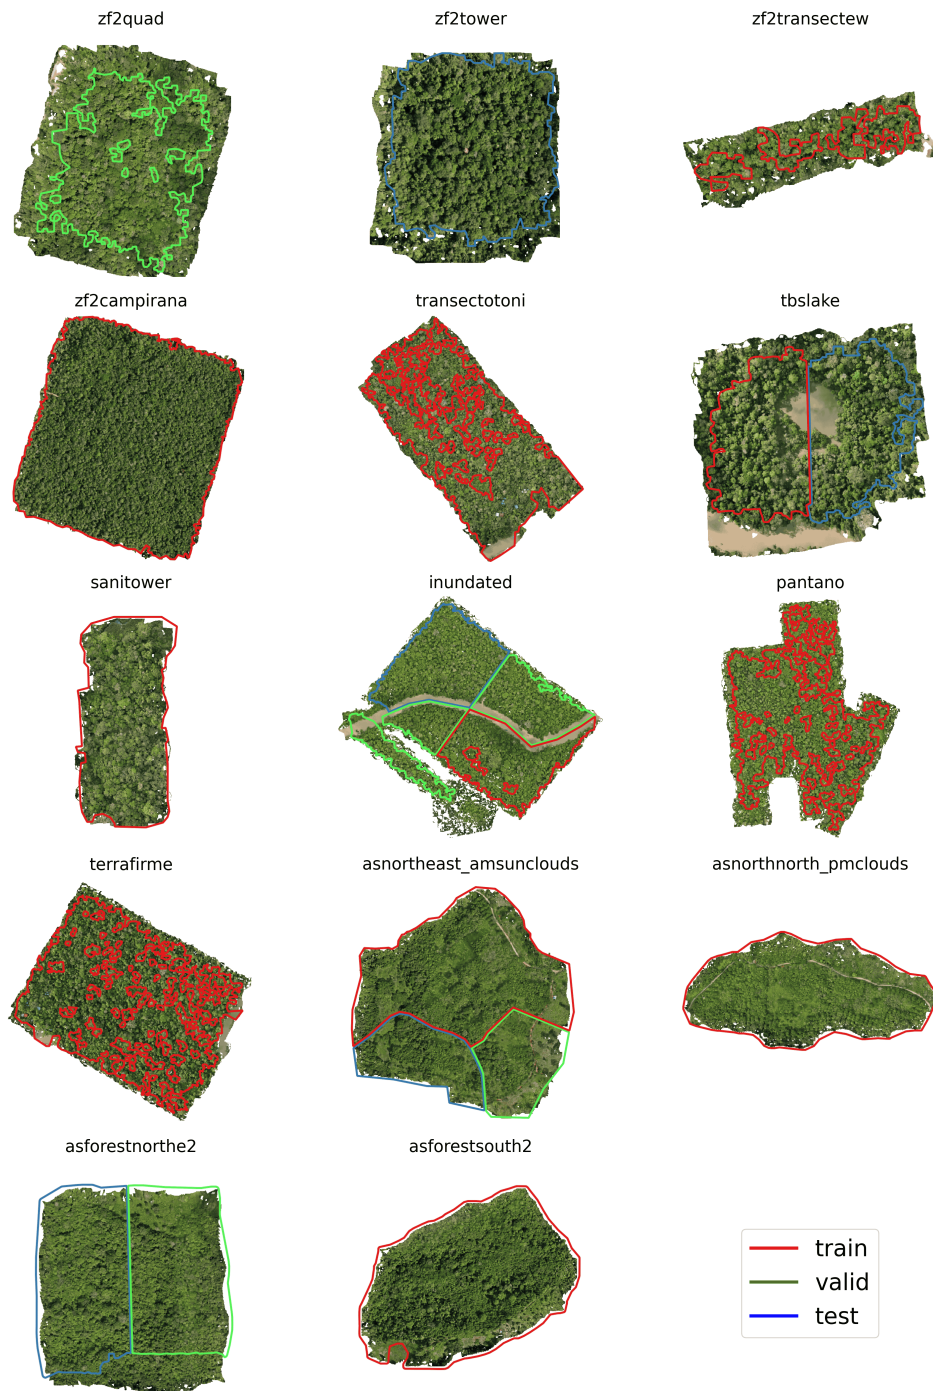 zf2quad
zf2tower
zf2transectew
zf2campirana
transectotoni
tbslake
sanitower
inundated
pantano
terrafirme
asnortheast_amsunclouds
asnorthnorth_pmclouds
asforestnorthe2
asforestsouth2
train
valid
test